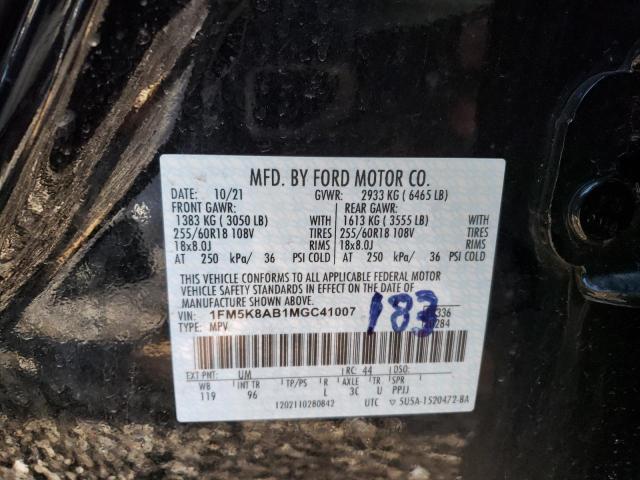 MFD. BY FORD MOTOR CO.
DATE: 10/21 GVWR: 2933 KG ( 6465 LB)
FRONT GAWR: REAR GAWR:
1383 KG ( 3050 LB) WITH 1613 KG ( 3555 LB) WITH
255/60R18 108V TIRES 255/60R18 108V TIRES
18x8.0J RIMS 18x8.0J RIMS
AT 250 kPa/ 36 PSI COLD AT 250 kPa/ 36 PSI COLD
THIS VEHICLE CONFORMS TO ALL APPLICABLE FEDERAL MOTOR
VEHICLE SAFETY STANDARDS IN EFFECT ON THE DATE OF
MANUFACTURE SHOWN ABOVE.
VIN: 1FM5K8AB1MGC41007 336
TYPE: MPV 0284
183
EXT PNT: UM RC: 44 DSO:
WB INT TR TP/PS R AXLE TR SPR
119 96 L 3C U PPJJ
1202110280842 UTC ▽ 5U5A-1520472-BA